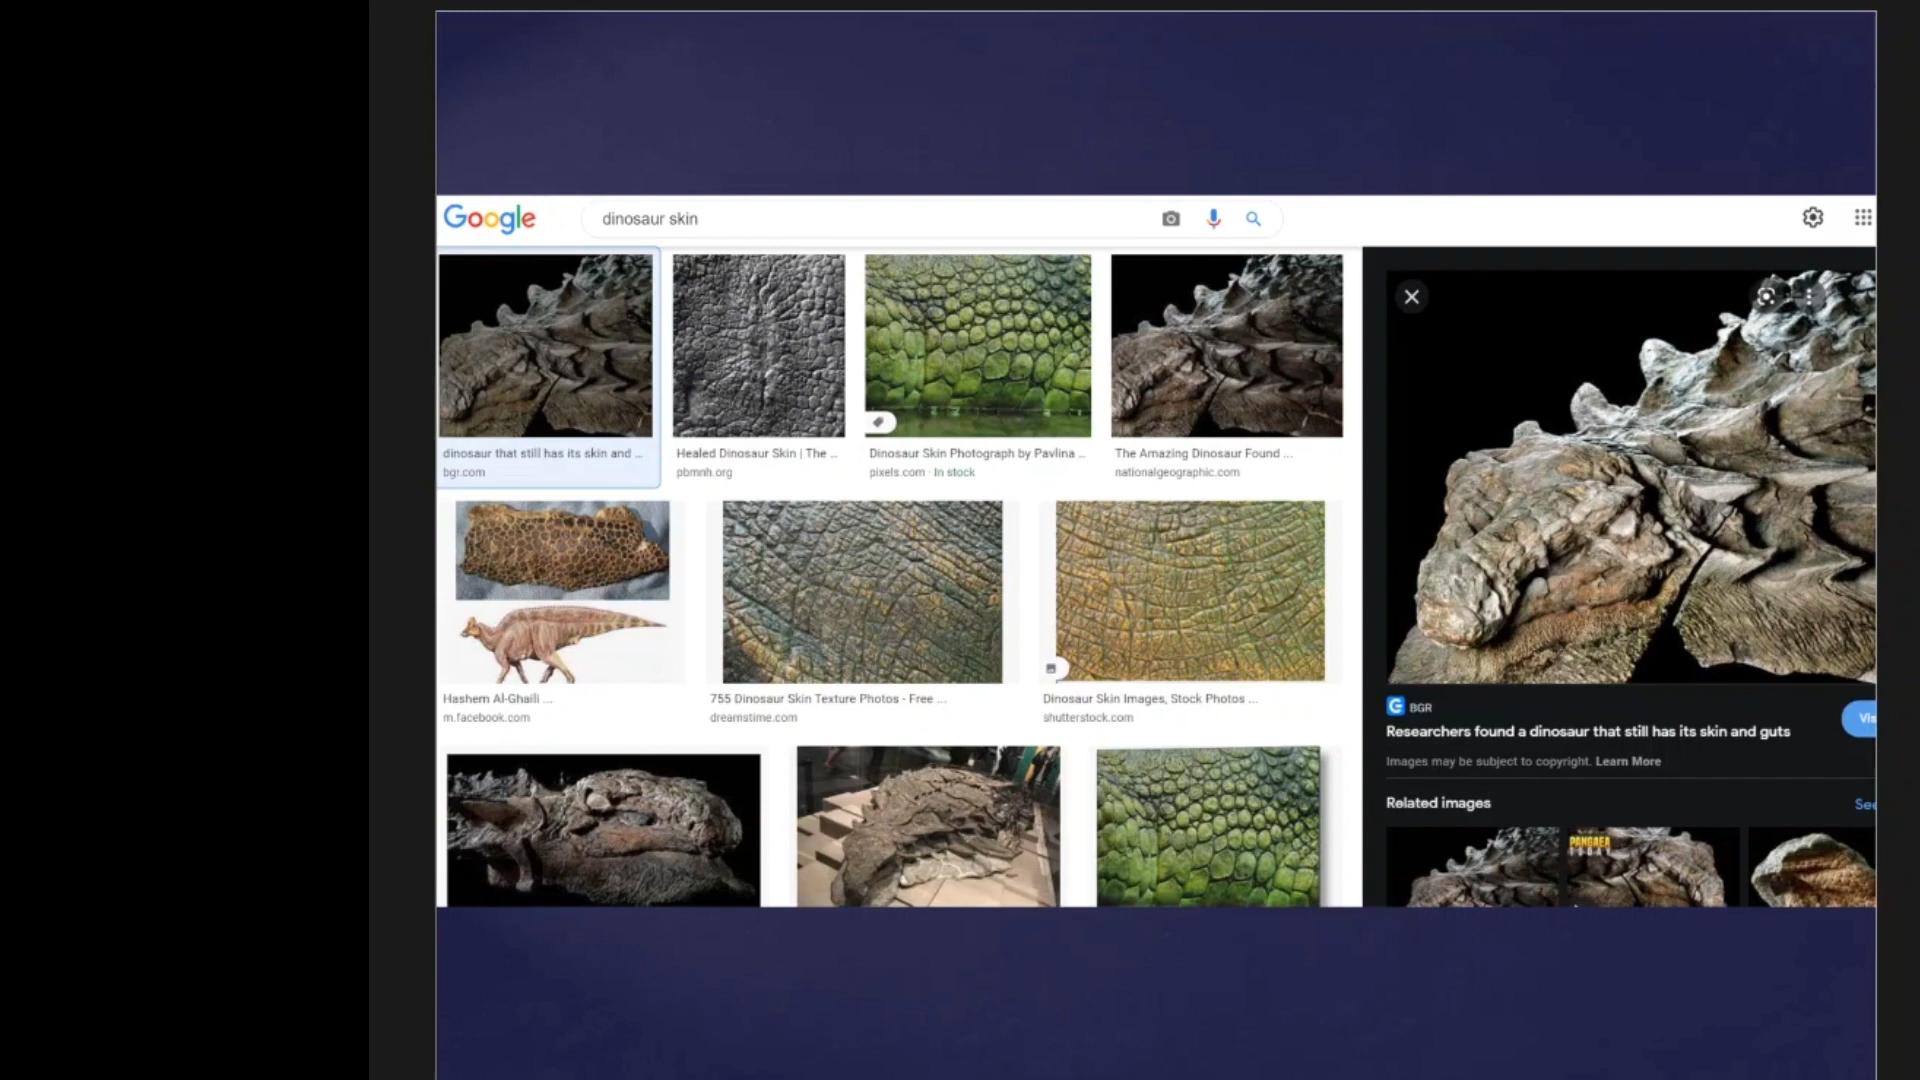 Google
dinosaur skin
dinosaur that still has its skin and ...
bgr.com
Healed Dinosaur Skin | The ...
pbmnh.org
Dinosaur Skin Photograph by Pavlina ...
pixels.com · In stock
The Amazing Dinosaur Found ...
nationalgeographic.com
Hashem Al-Ghaili ...
m.facebook.com
755 Dinosaur Skin Texture Photos - Free ...
dreamstime.com
Dinosaur Skin Images, Stock Photos ...
shutterstock.com
BGR
Vis
Researchers found a dinosaur that still has its skin and guts
Images may be subject to copyright. Learn More
Related images
See
PANGAEA
TODAY